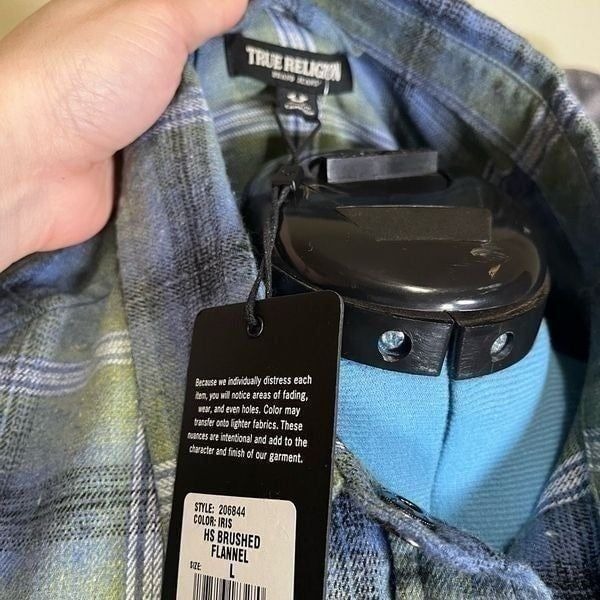 TRUE RELIGION
Because we individually distress each
item, you will notice areas of fading,
wear, and even holes. Color may
transfer onto lighter fabrics. These
nuances are intentional and add to the
character and finish of our garment.
STYLE: 206844
COLOR: IRIS
HS BRUSHED
FLANNEL
SIZE: L